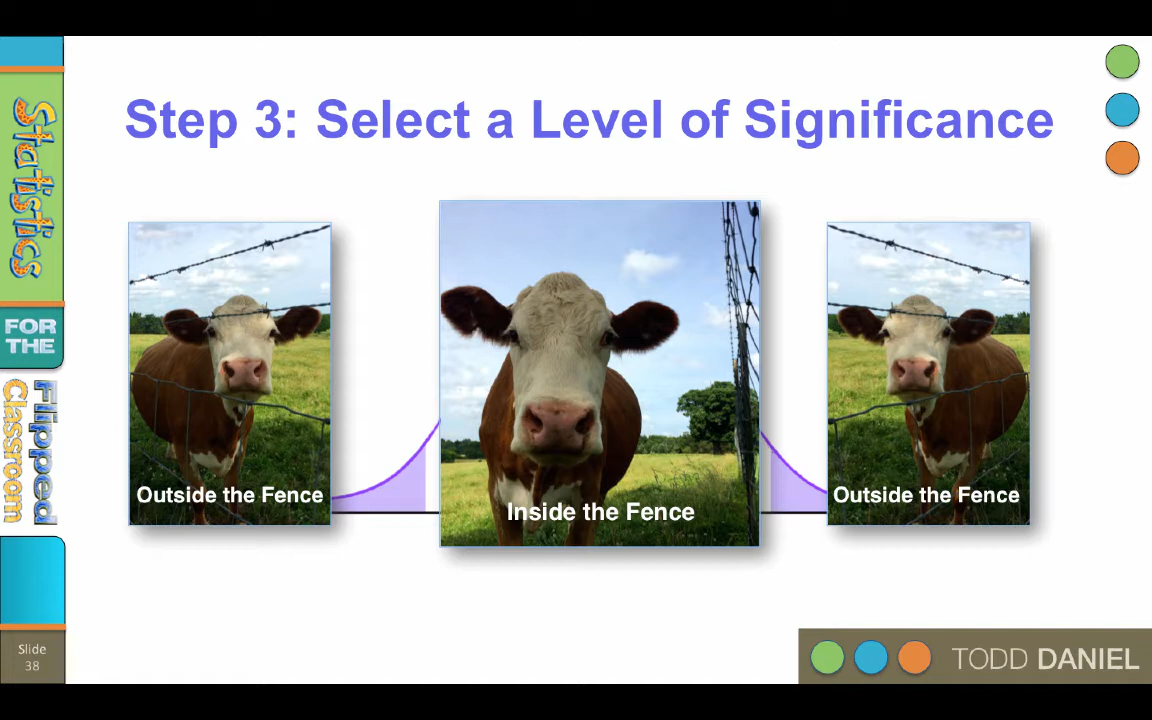 Step 3: Select a Level of Significance
Statistics
FOR THE
Flipped
Classroom
Outside the Fence
Inside the Fence
Outside the Fence
Slide
38
TODD DANIEL